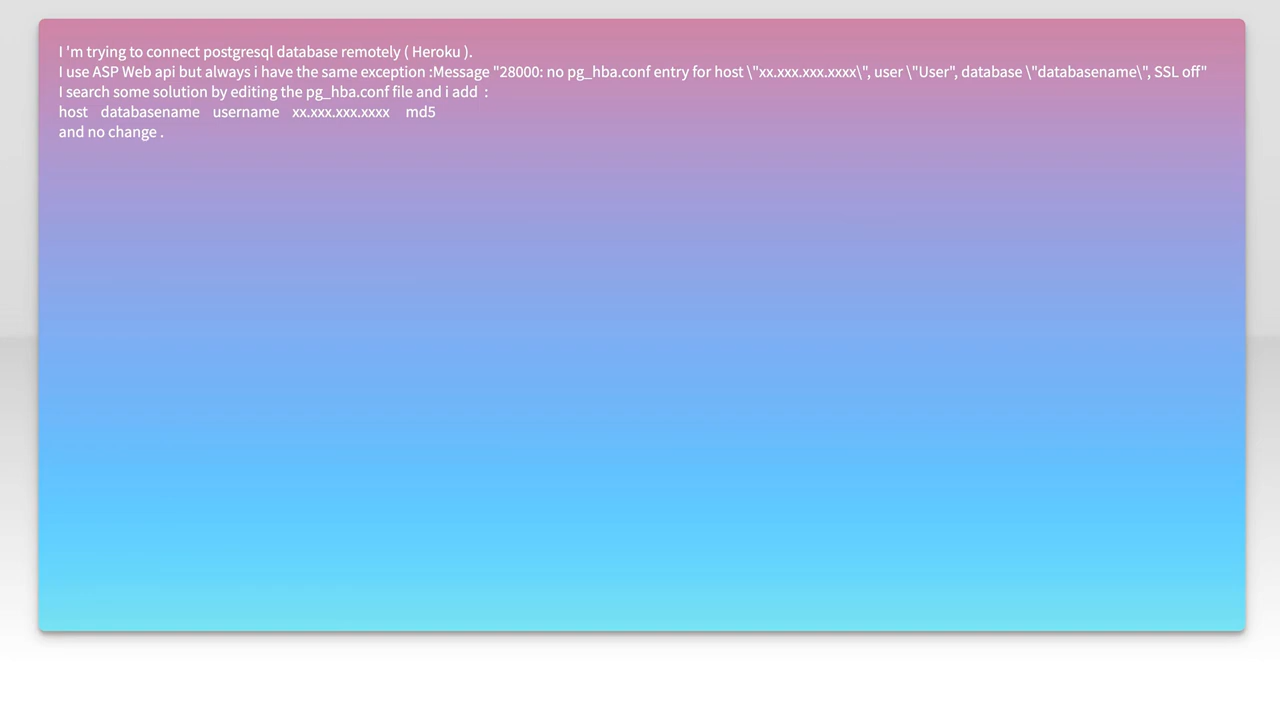 I 'm trying to connect postgresql database remotely ( Heroku ).
I use ASP Web api but always i have the same exception :Message "28000: no pg_hba.conf entry for host \"xx.xxx.xxx.xxxx\", user \"User", database \"databasename\", SSL off"
I search some solution by editing the pg_hba.conf file and i add  :
host    databasename    username    xx.xxx.xxx.xxxx     md5
and no change .